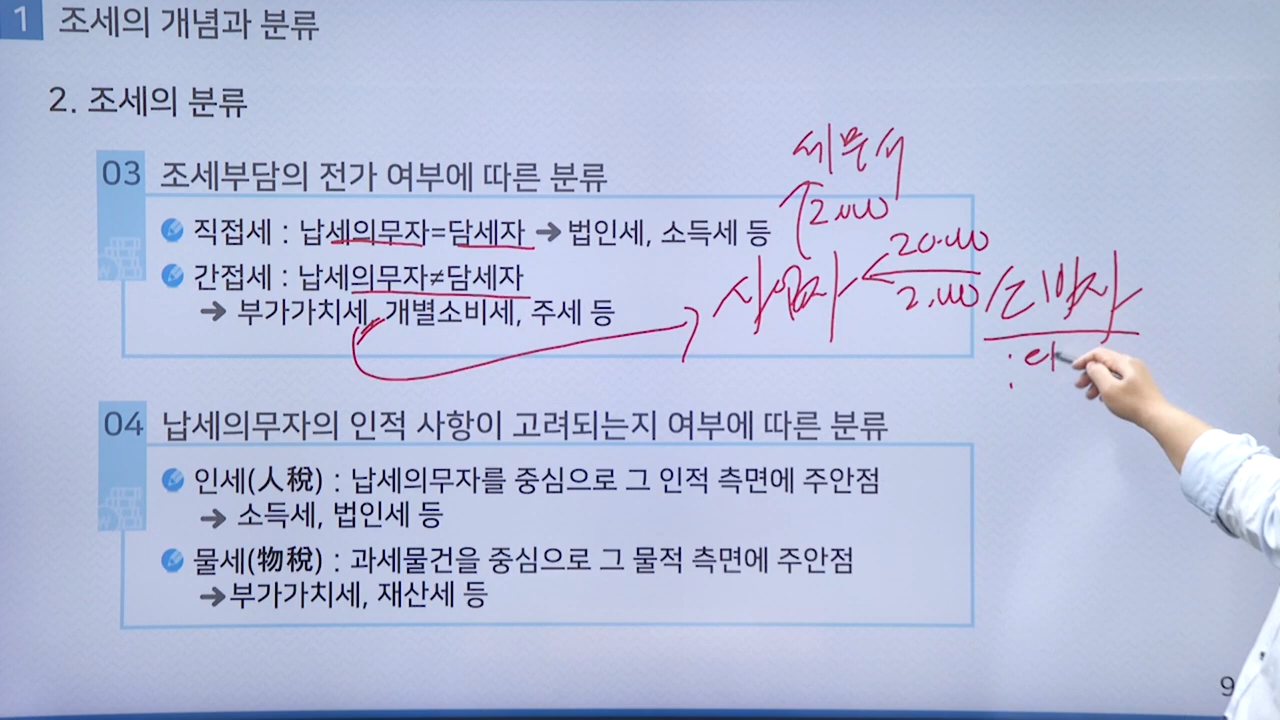 1 조세의 개념과 분류
2. 조세의 분류
03 조세부담의 전가 여부에 따른 분류
직접세 : 납세의무자=담세자 → 법인세, 소득세 등
간접세 : 납세의무자≠담세자
→ 부가가치세, 개별소비세, 주세 등
세무서
2.000
사업자
20.000
2.000
소비자
04 납세의무자의 인적 사항이 고려되는지 여부에 따른 분류
인세(人稅) : 납세의무자를 중심으로 그 인적 측면에 주안점
→ 소득세, 법인세 등
물세(物稅) : 과세물건을 중심으로 그 물적 측면에 주안점
→부가가치세, 재산세 등
9